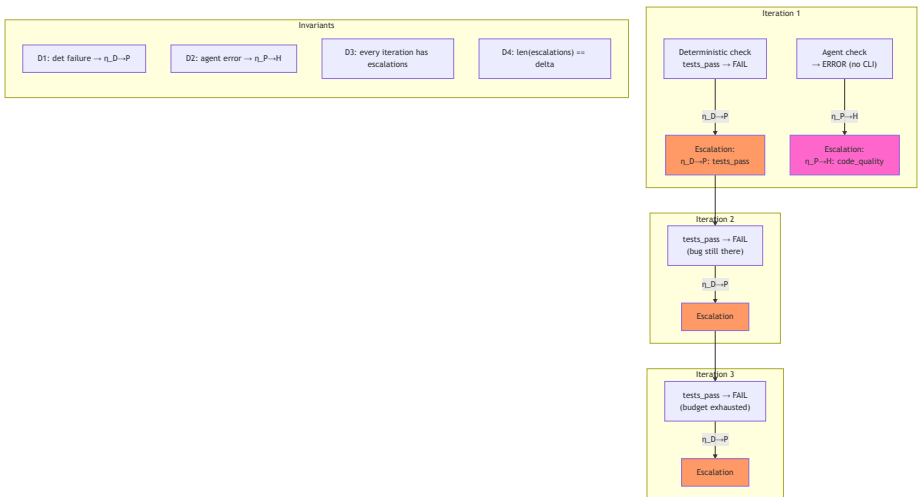 Invariants
D1: det failure → η_D→P
D2: agent error → η_P→H
D3: every iteration has
escalations
D4: len(escalations) ==
delta
Iteration 1
Deterministic check
tests_pass → FAIL
Agent check
→ ERROR (no CLI)
η_D→P
η_P→H
Escalation:
η_D→P: tests_pass
Escalation:
η_P→H: code_quality
Iteration 2
tests_pass → FAIL
(bug still there)
η_D→P
Escalation
Iteration 3
tests_pass → FAIL
(budget exhausted)
η_D→P
Escalation